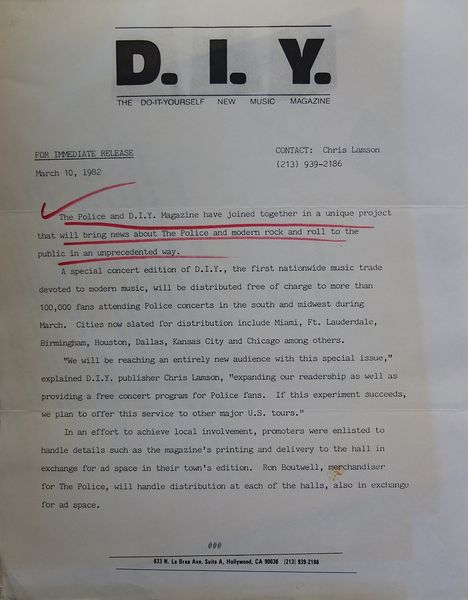 D. I. Y.
THE DO-IT-YOURSELF NEW MUSIC MAGAZINE
FOR IMMEDIATE RELEASE
CONTACT: Chris Lamson
March 10, 1982
(213) 939-2186
The Police and D.I.Y. Magazine have joined together in a unique project
that will bring news about The Police and modern rock and roll to the
public in an unprecedented way.
A special concert edition of D.I.Y., the first nationwide music trade
devoted to modern music, will be distributed free of charge to more than
100,000 fans attending Police concerts in the south and midwest during
March. Cities now slated for distribution include Miami, Ft. Lauderdale,
Birmingham, Houston, Dallas, Kansas City and Chicago among others.
"We will be reaching an entirely new audience with this special issue,"
explained D.I.Y. publisher Chris Lamson, "expanding our readership as well as
providing a free concert program for Police fans. If this experiment succeeds,
we plan to offer this service to other major U.S. tours."
In an effort to achieve local involvement, promoters were enlisted to
handle details such as the magazine's printing and delivery to the hall in
exchange for ad space in their town's edition. Ron Boutwell, merchandiser
for The Police, will handle distribution at each of the halls, also in exchange
for ad space.
000
633 N. La Brea Ave. Suite A, Hollywood, CA 90036 (213) 939-2186